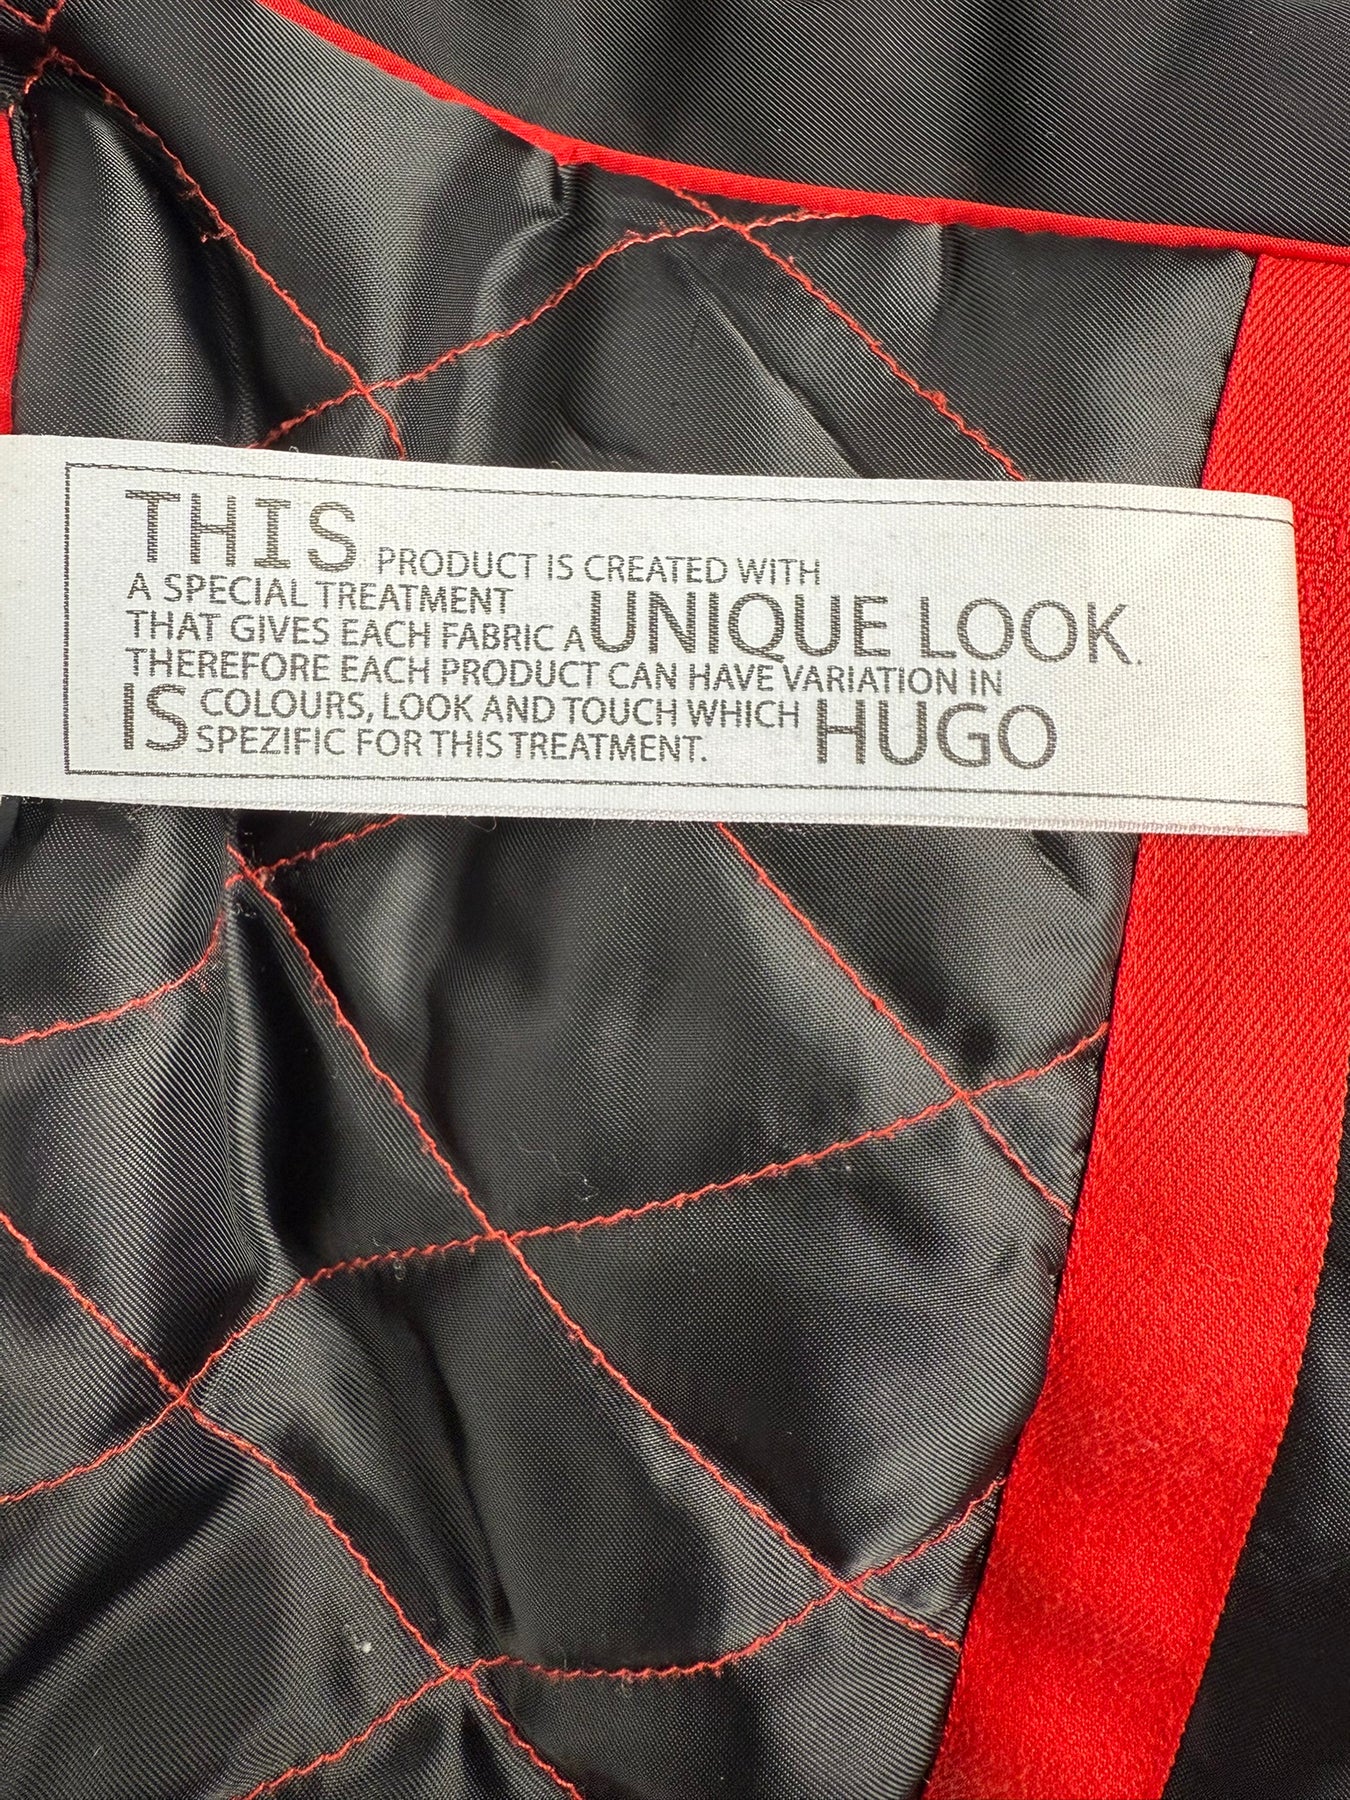 THIS PRODUCT IS CREATED WITH
A SPECIAL TREATMENT
THAT GIVES EACH FABRIC A UNIQUE LOOK.
THEREFORE EACH PRODUCT CAN HAVE VARIATION IN
IS COLOURS, LOOK AND TOUCH WHICH HUGO
SPEZIFIC FOR THIS TREATMENT.